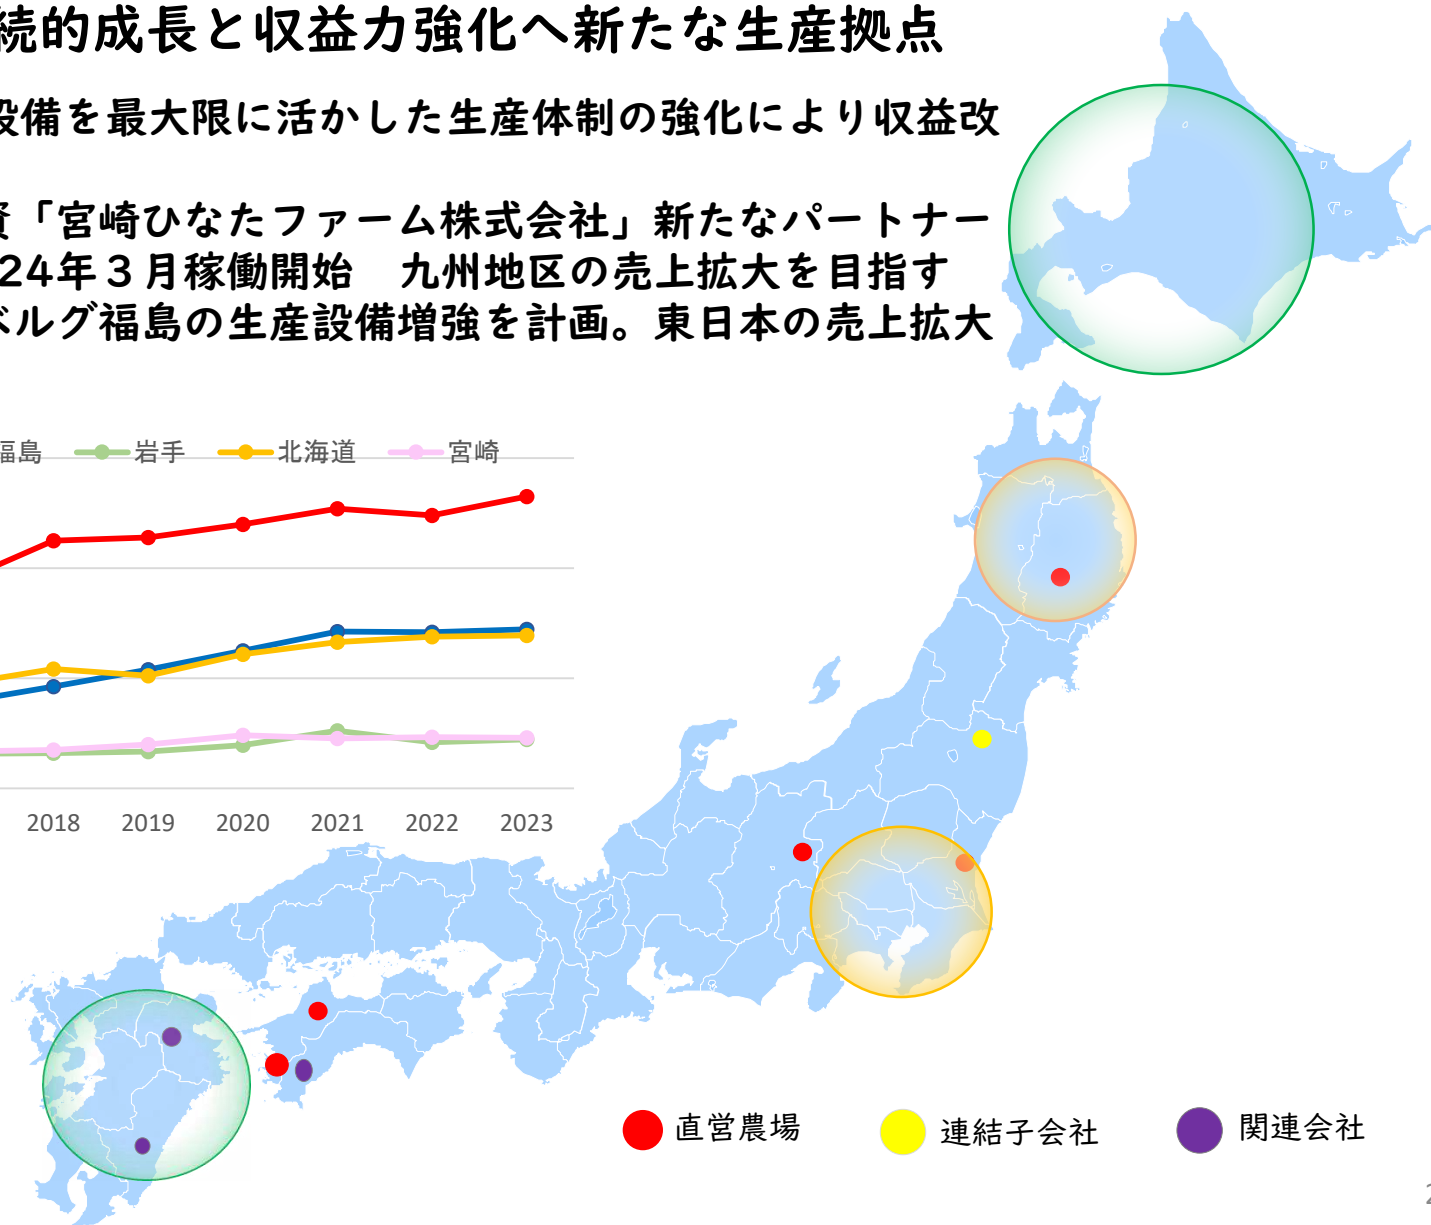 続的成長と収益力強化へ新たな生産拠点
設備を最大限に活かした生産体制の強化により収益改
資「宮崎ひなたファーム株式会社」新たなパートナー
24年３月稼働開始　九州地区の売上拡大を目指す
ベルグ福島の生産設備増強を計画。東日本の売上拡大
福島 岩手 北海道 宮崎
2018 2019 2020 2021 2022 2023
直営農場 連結子会社 関連会社
2